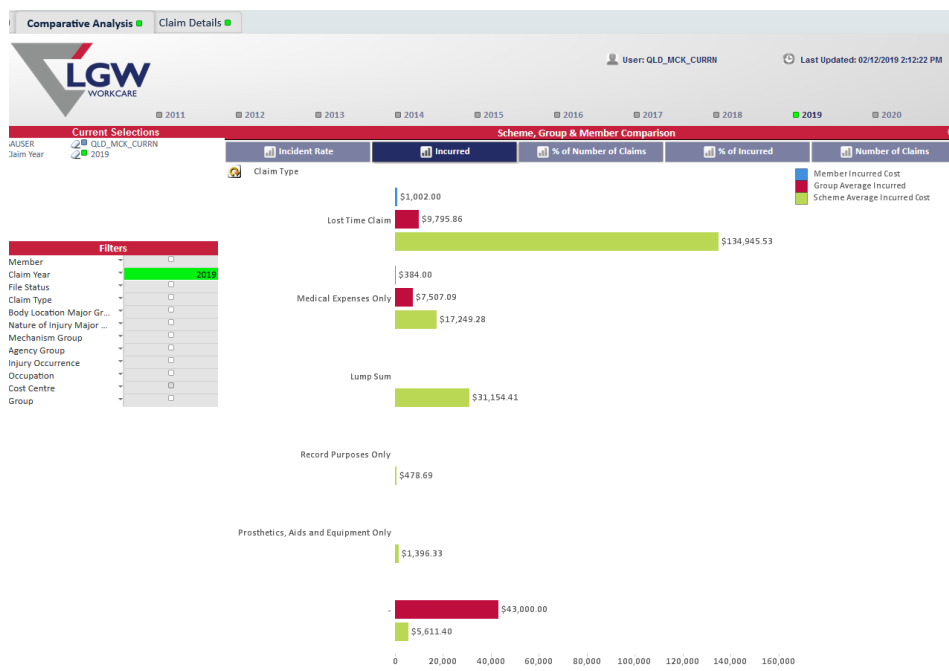 Comparative Analysis Claim Details
LGW
WORKCARE
User: QLD_MCK_CURRN Last Updated: 02/12/2019 2:12:22 PM
2011 2012 2013 2014 2015 2016 2017 2018 2019 2020
Current Selections
AUSER QLD_MCK_CURRN
Claim Year 2019
Scheme, Group & Member Comparison
Incident Rate Incurred % of Number of Claims % of Incurred Number of Claims
Claim Type
Member Incurred Cost
Group Average Incurred
Scheme Average Incurred Cost
Filters
Member
Claim Year 2019
File Status
Claim Type
Body Location Major Gr...
Nature of Injury Major ...
Mechanism Group
Agency Group
Injury Occurrence
Occupation
Cost Centre
Group
Lost Time Claim
$1,002.00
$9,795.86
$134,945.53
Medical Expenses Only
$384.00
$7,507.09
$17,249.28
Lump Sum
$31,154.41
Record Purposes Only
$478.69
Prosthetics, Aids and Equipment Only
$1,396.33
-
$43,000.00
$5,611.40
0 20,000 40,000 60,000 80,000 100,000 120,000 140,000 160,000